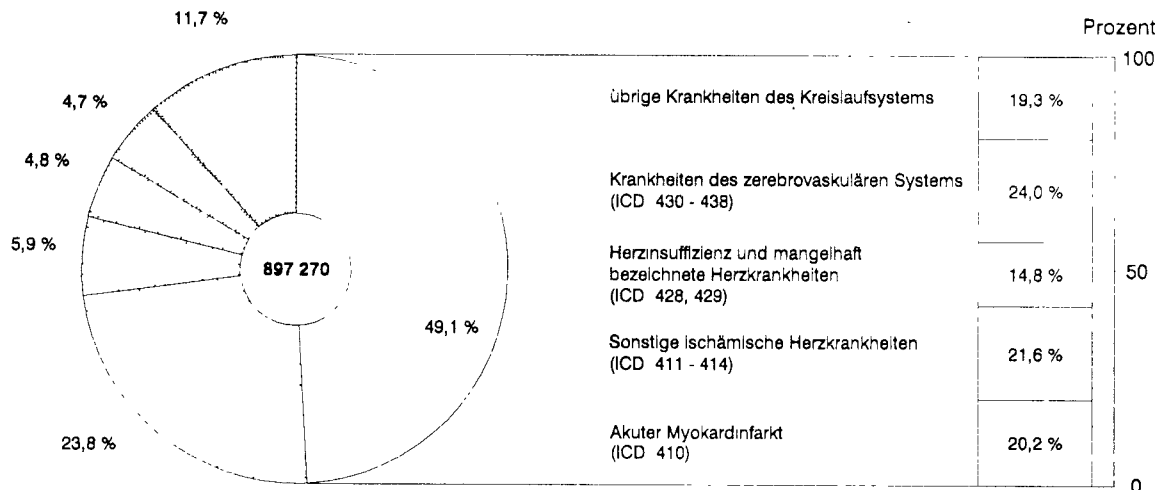 11,7 %
4,7 %
4,8 %
5,9 %
23,8 %
49,1 %
897 270
Prozent
100
50
0
übrige Krankheiten des Kreislaufsystems
19,3 %
Krankheiten des zerebrovaskulären Systems
(ICD 430 - 438)
24,0 %
Herzinsuffizienz und mangelhaft
bezeichnete Herzkrankheiten
(ICD 428, 429)
14,8 %
Sonstige ischämische Herzkrankheiten
(ICD 411 - 414)
21,6 %
Akuter Myokardinfarkt
(ICD 410)
20,2 %